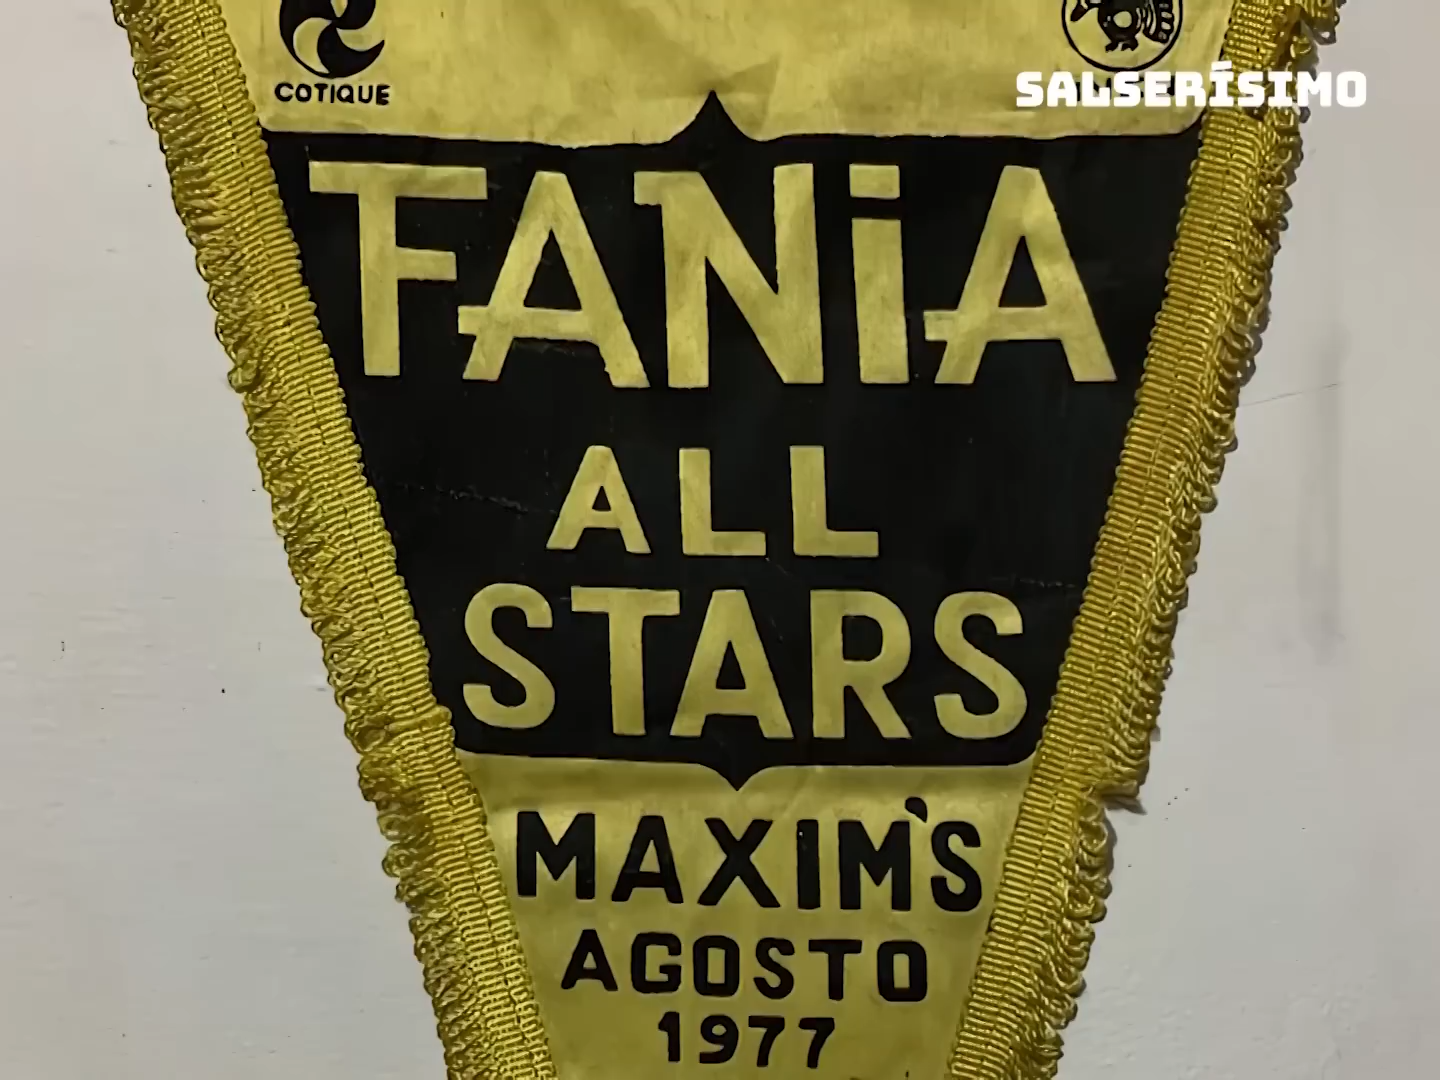 COTIQUE
SALSERÍSIMO
FANiA
ALL
STARS
MAXIM'S
AGOSTO
1977